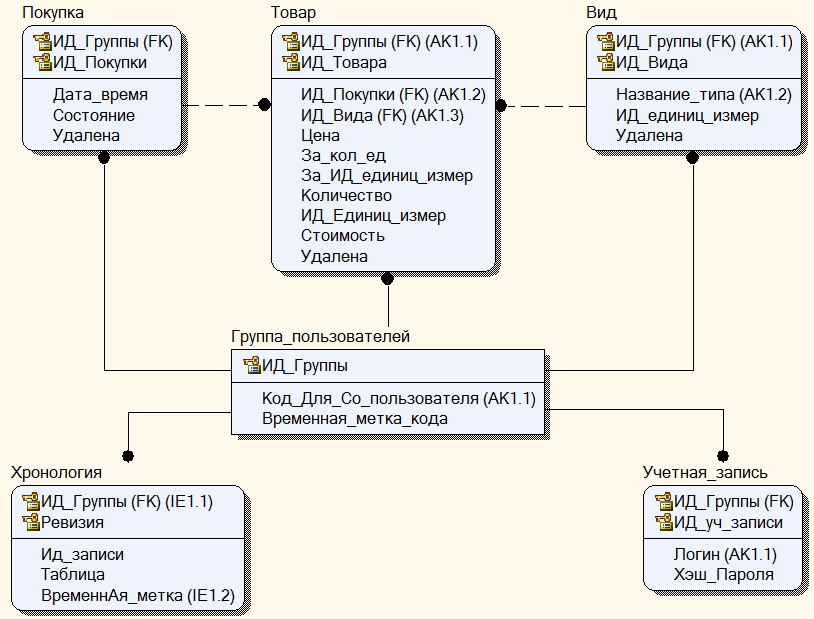 Покупка
ИД_Группы (FK)
ИД_Покупки
Дата_время
Состояние
Удалена
Товар
ИД_Группы (FK) (AK1.1)
ИД_Товара
ИД_Покупки (FK) (AK1.2)
ИД_Вида (FK) (AK1.3)
Цена
За_кол_ед
За_ИД_единиц_измер
Количество
ИД_Единиц_измер
Стоимость
Удалена
Вид
ИД_Группы (FK) (AK1.1)
ИД_Вида
Название_типа (AK1.2)
ИД_единиц_измер
Удалена
Группа_пользователей
ИД_Группы
Код_Для_Со_пользователя (AK1.1)
Временная_метка_кода
Хронология
ИД_Группы (FK) (IE1.1)
Ревизия
Ид_записи
Таблица
ВременнАя_метка (IE1.2)
Учетная_запись
ИД_Группы (FK)
ИД_уч_записи
Логин (AK1.1)
Хэш_Пароля